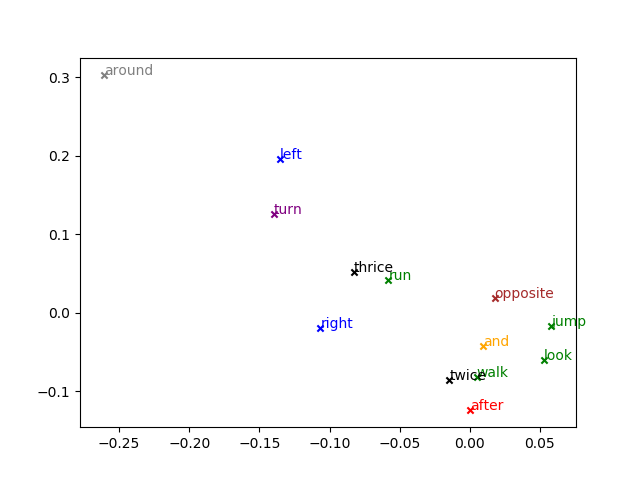 0.3
0.2
0.1
0.0
−0.1
around
left
turn
thrice
run
opposite
right
jump
and
look
twice
walk
after
−0.25
−0.20
−0.15
−0.10
−0.05
0.00
0.05